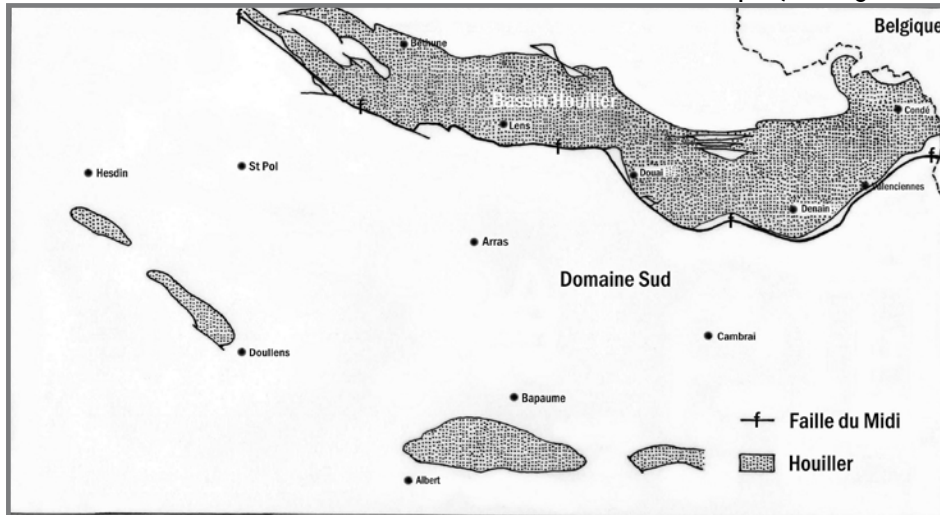 Belgique
Béthune
Bassin Houiller
Condé
Lens
St Pol
Hesdin
Douai
Valenciennes
Denain
Arras
Domaine Sud
Cambrai
Doullens
Bapaume
f Faille du Midi
Houiller
Albert